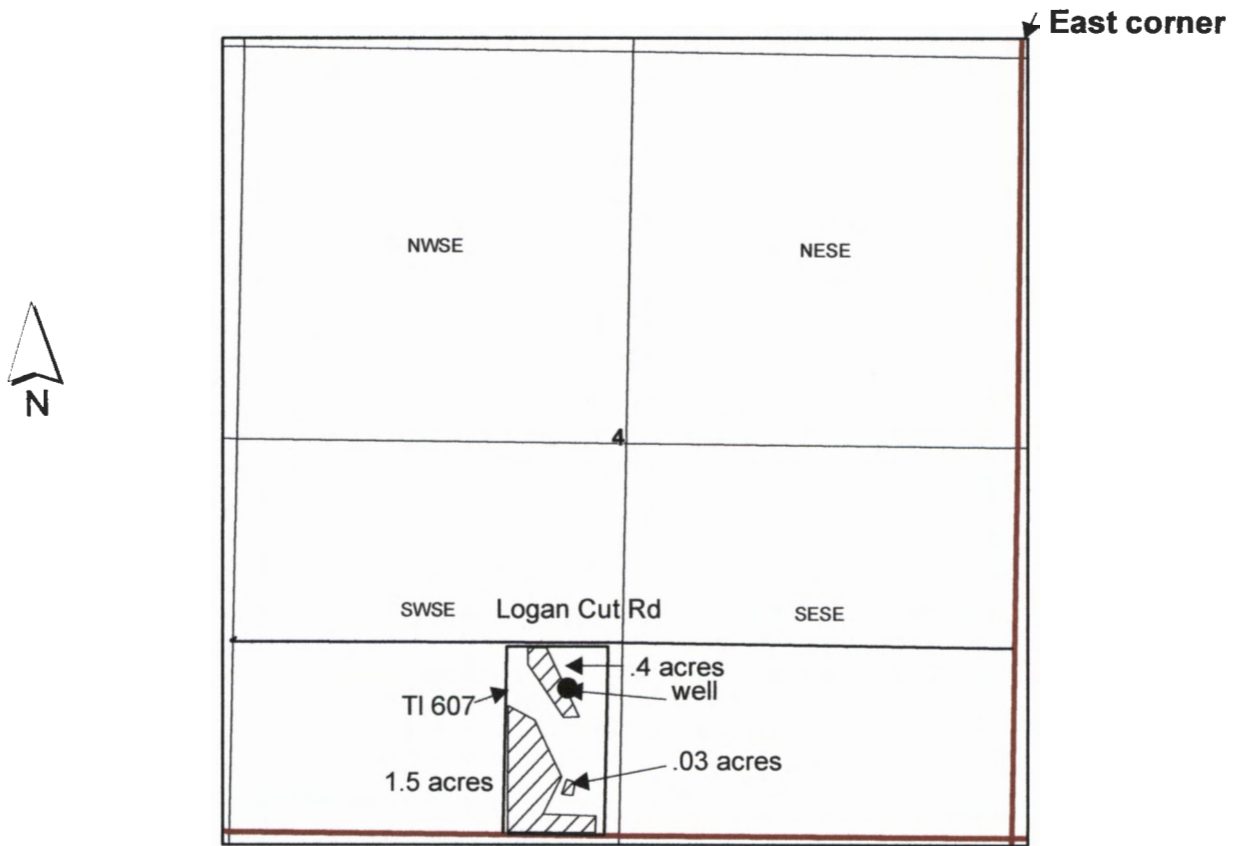 East corner
NWSE
NESE
N
4
SWSE
Logan Cut Rd
SESE
.4 acres
well
Tl 607
.03 acres
1.5 acres